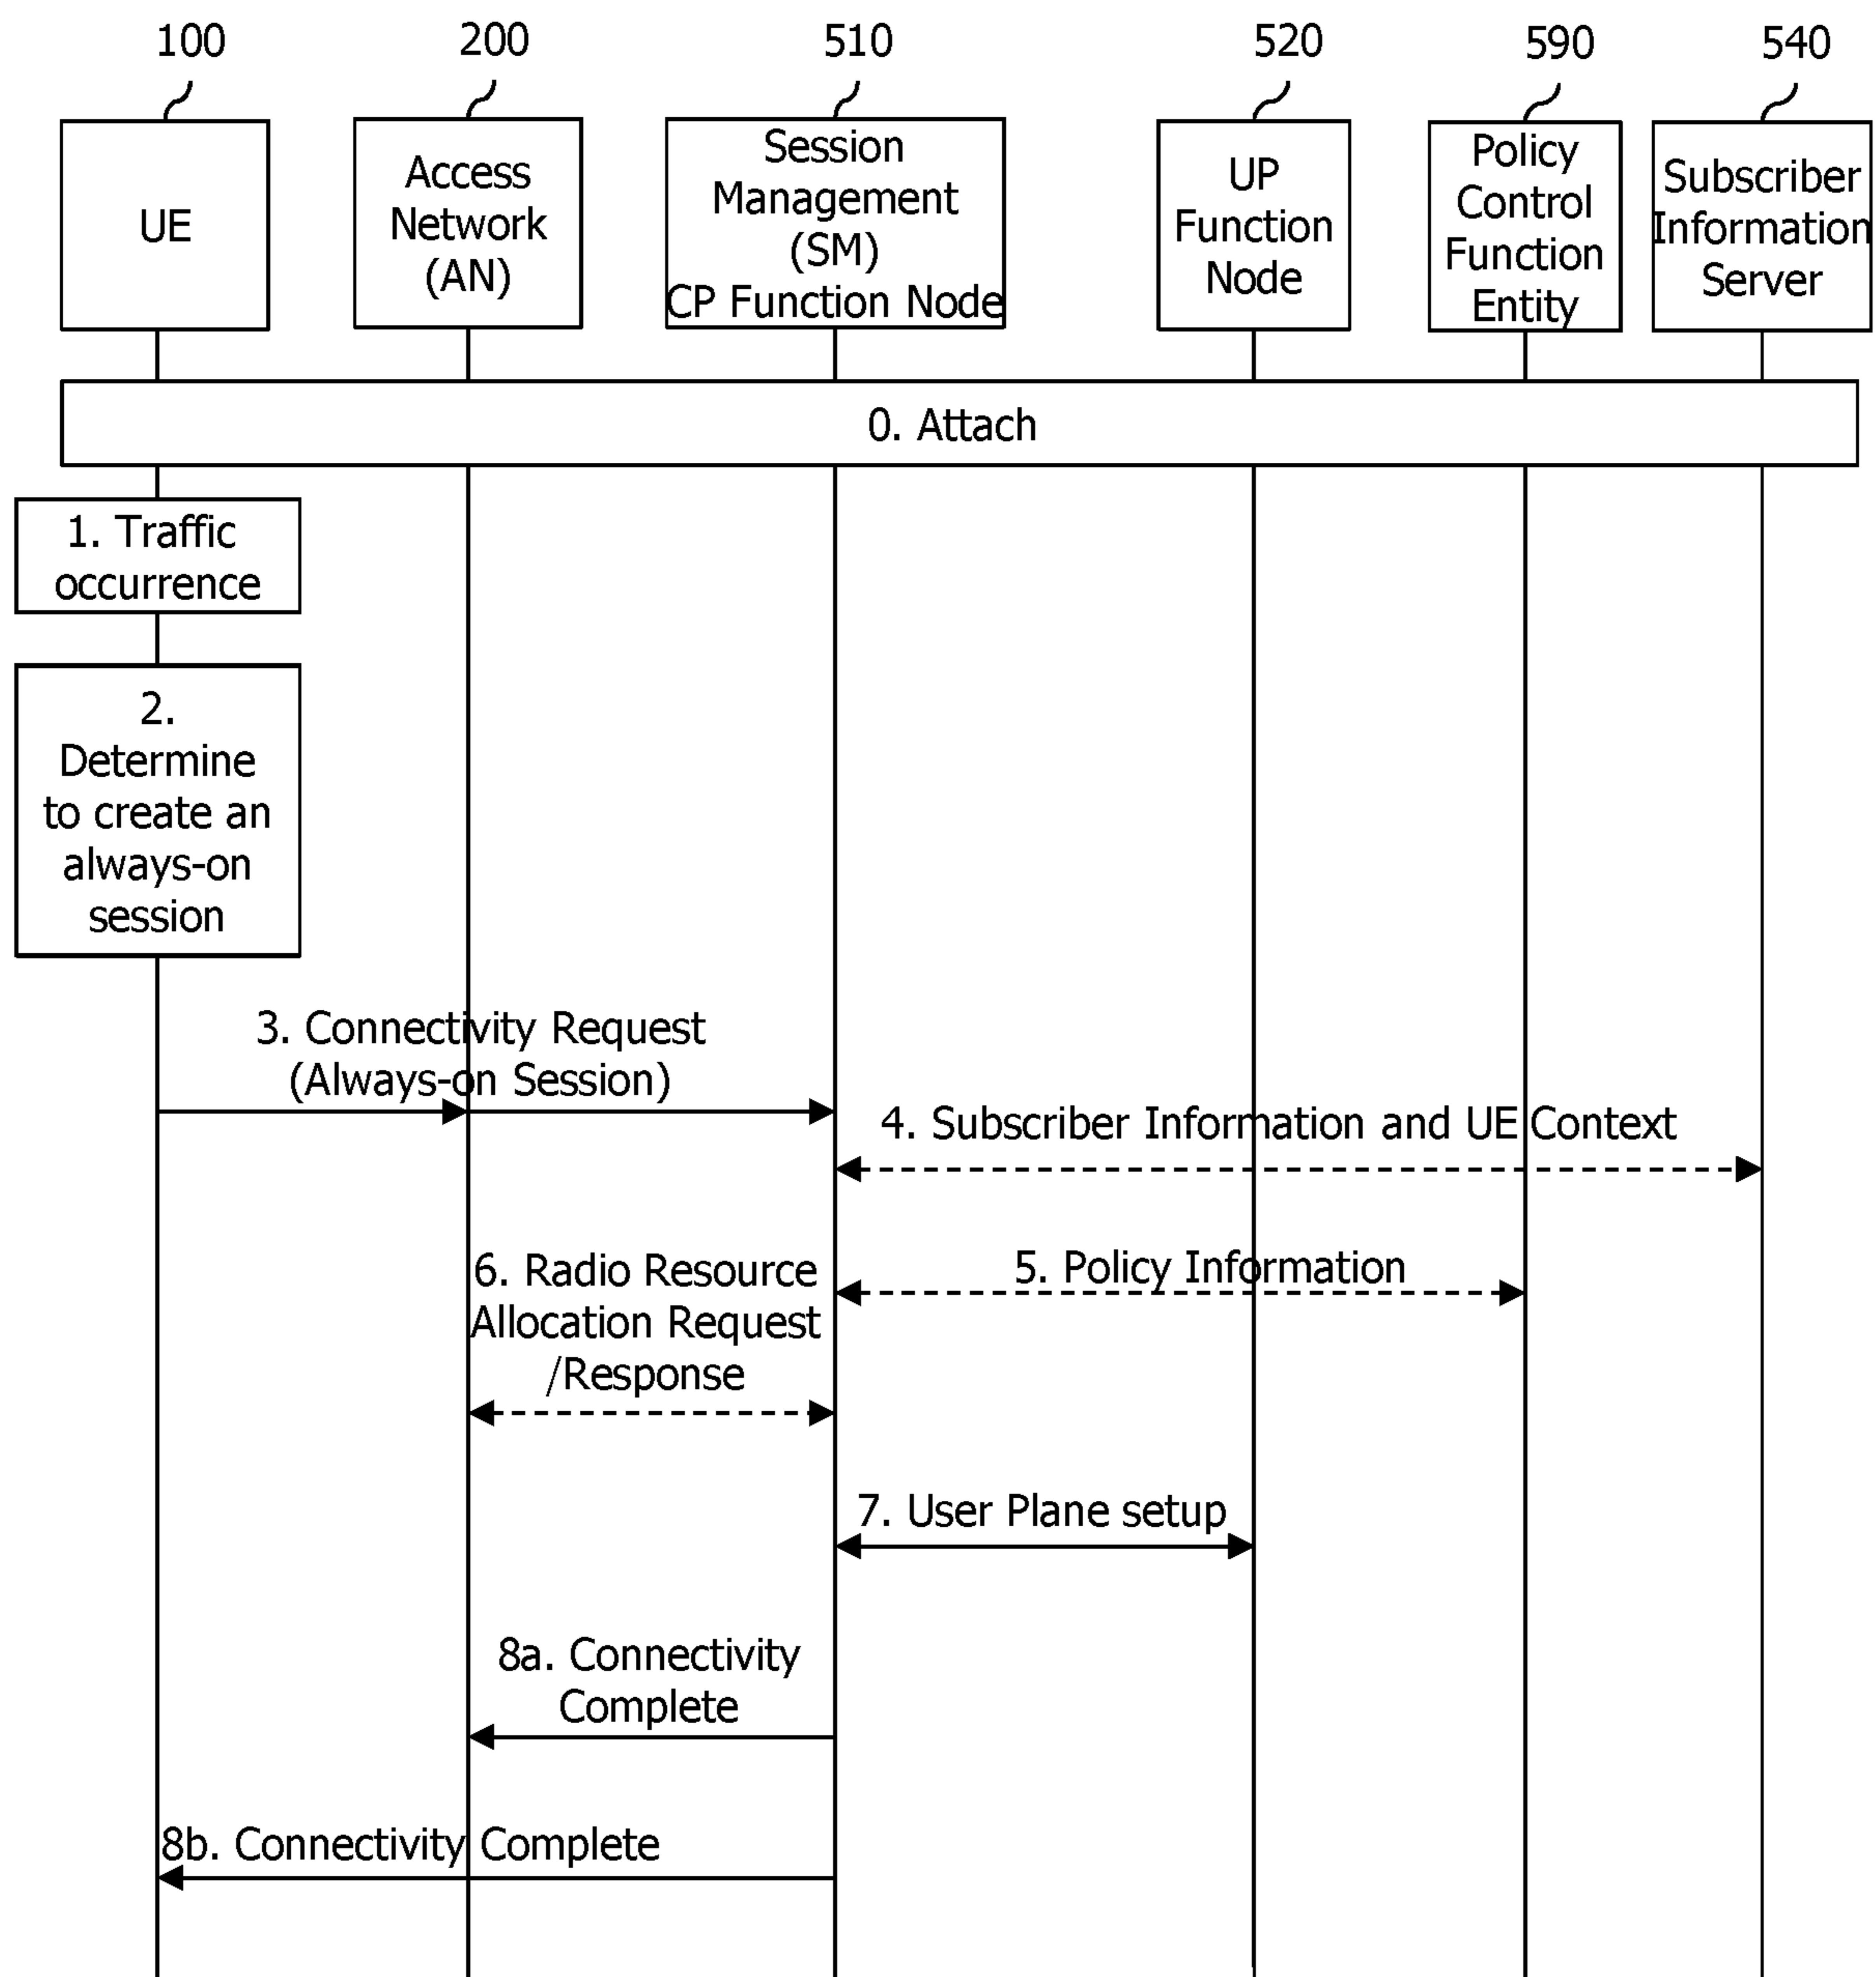 100
200
510
520
590
540
UE
Access
Network
(AN)
Session
Management
(SM)
CP Function Node
UP
Function
Node
Policy
Control
Function
Entity
Subscriber
Information
Server
0. Attach
1. Traffic
occurrence
2.
Determine
to create an
always-on
session
3. Connectivity Request
(Always-on Session)
4. Subscriber Information and UE Context
5. Policy Information
6. Radio Resource
Allocation Request
/Response
7. User Plane setup
8a. Connectivity
Complete
8b. Connectivity Complete